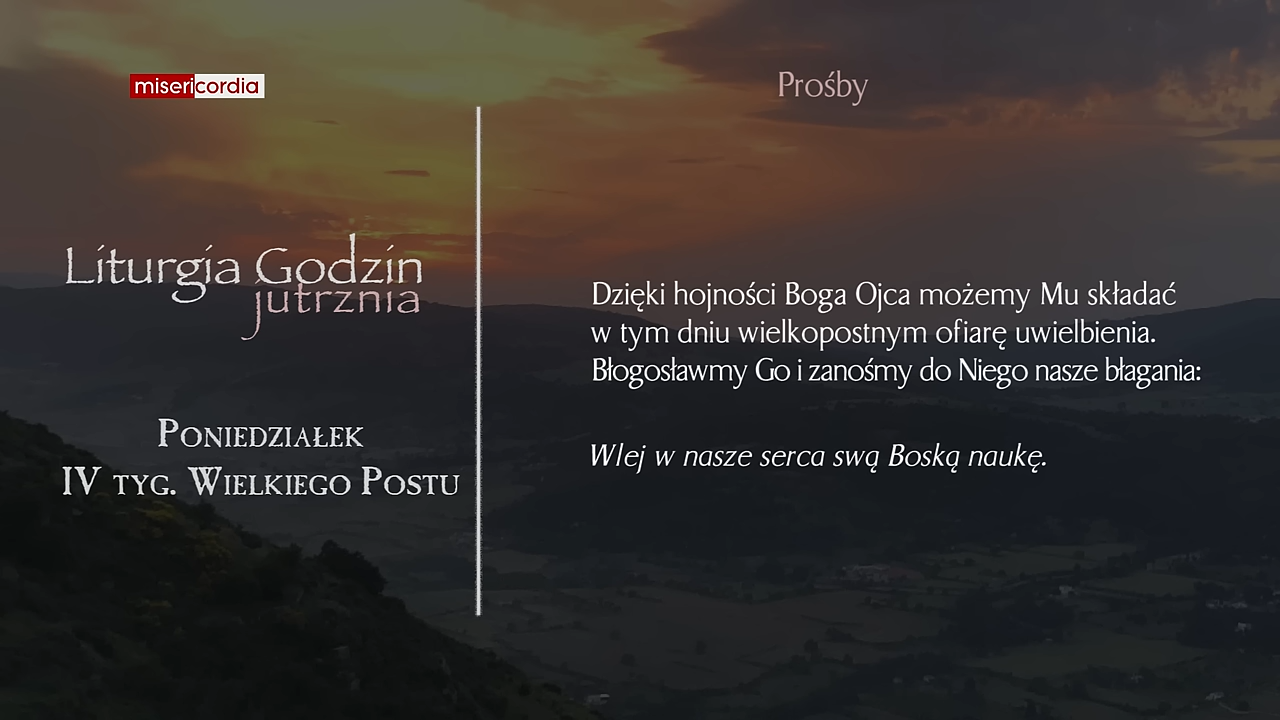 misericordia
Liturgia Godzin
jutrznia
Poniedziałek
IV tyg. Wielkiego Postu
Prośby
Dzięki hojności Boga Ojca możemy Mu składać
w tym dniu wielkopostnym ofiarę uwielbienia.
Błogosławmy Go i zanośmy do Niego nasze błagania:
Wlej w nasze serca swą Boską naukę.